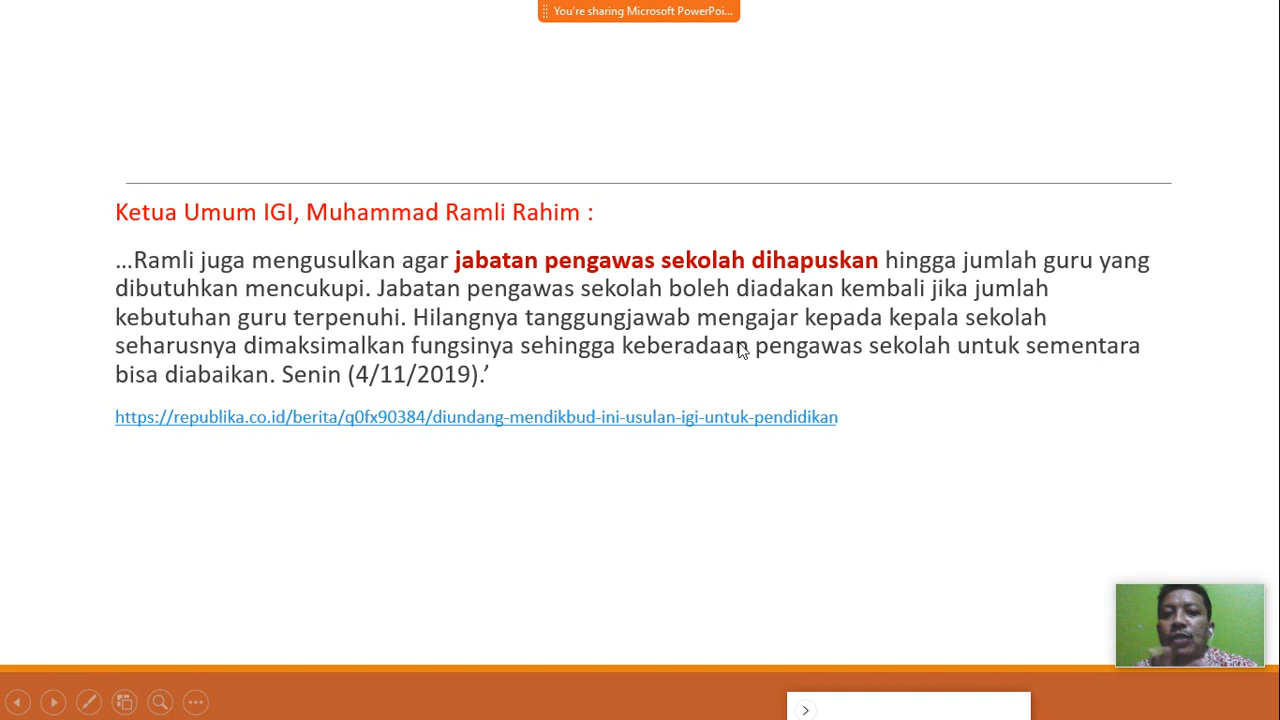 You're sharing Microsoft PowerPoi...
Ketua Umum IGI, Muhammad Ramli Rahim :
...Ramli juga mengusulkan agar jabatan pengawas sekolah dihapuskan hingga jumlah guru yang
dibutuhkan mencukupi. Jabatan pengawas sekolah boleh diadakan kembali jika jumlah
kebutuhan guru terpenuhi. Hilangnya tanggungjawab mengajar kepada kepala sekolah
seharusnya dimaksimalkan fungsinya sehingga keberadaan pengawas sekolah untuk sementara
bisa diabaikan. Senin (4/11/2019).’
https://republika.co.id/berita/q0fx90384/diundang-mendikbud-ini-usulan-igi-untuk-pendidikan